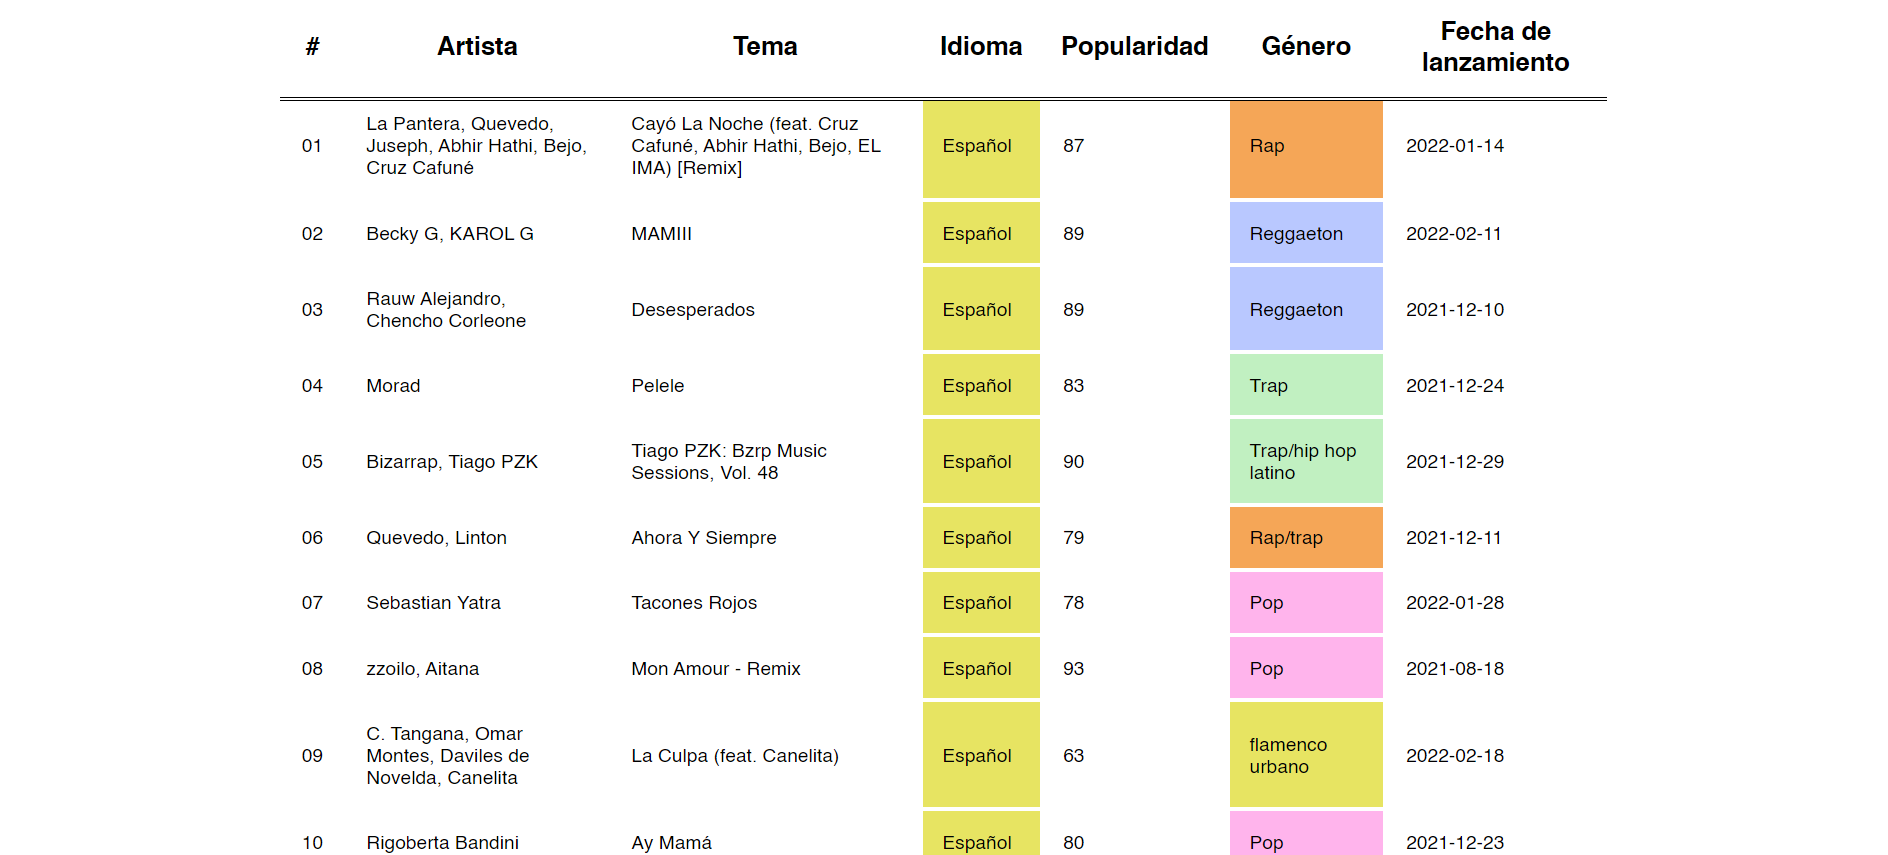 # Artista Tema Idioma Popularidad Género Fecha de
lanzamiento
01 La Pantera, Quevedo,
Juseph, Abhir Hathi, Bejo,
Cruz Cafuné Cayó La Noche (feat. Cruz
Cafuné, Abhir Hathi, Bejo, EL
IMA) [Remix] Español 87 Rap 2022-01-14
02 Becky G, KAROL G MAMIII Español 89 Reggaeton 2022-02-11
03 Rauw Alejandro,
Chencho Corleone Desesperados Español 89 Reggaeton 2021-12-10
04 Morad Pelele Español 83 Trap 2021-12-24
05 Bizarrap, Tiago PZK Tiago PZK: Bzrp Music
Sessions, Vol. 48 Español 90 Trap/hip hop
latino 2021-12-29
06 Quevedo, Linton Ahora Y Siempre Español 79 Rap/trap 2021-12-11
07 Sebastian Yatra Tacones Rojos Español 78 Pop 2022-01-28
08 zzoilo, Aitana Mon Amour - Remix Español 93 Pop 2021-08-18
09 C. Tangana, Omar
Montes, Daviles de
Novelda, Canelita La Culpa (feat. Canelita) Español 63 flamenco
urbano 2022-02-18
10 Rigoberta Bandini Ay Mamá Español 80 Pop 2021-12-23